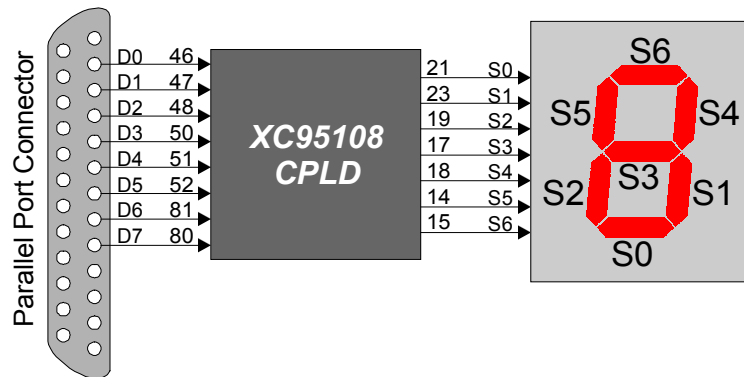 Parallel Port Connector
D0 46
D1 47
D2 48
D3 50
D4 51
D5 52
D6 81
D7 80
XC95108
CPLD
21 S0
23 S1
19 S2
17 S3
18 S4
14 S5
15 S6
S6
S5 S4
S3
S2 S1
S0